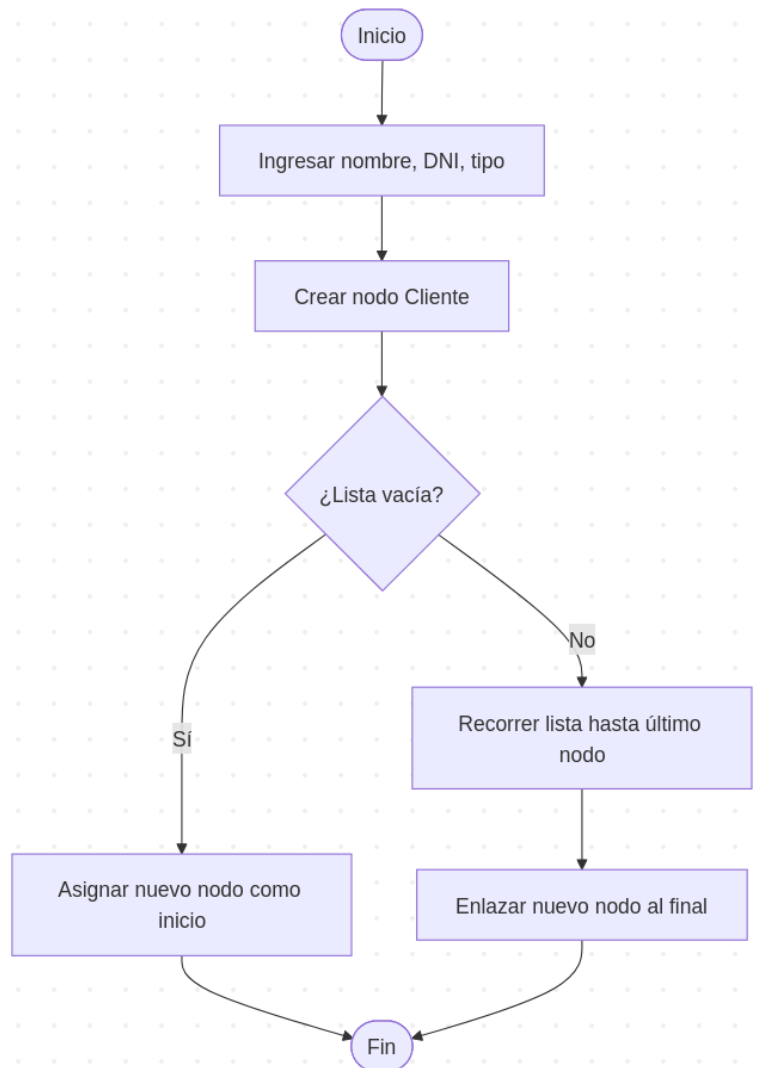 Inicio
Ingresar nombre, DNI, tipo
Crear nodo Cliente
¿Lista vacía?
No
Recorrer lista hasta último
nodo
Sí
Asignar nuevo nodo como
inicio
Enlazar nuevo nodo al final
Fin